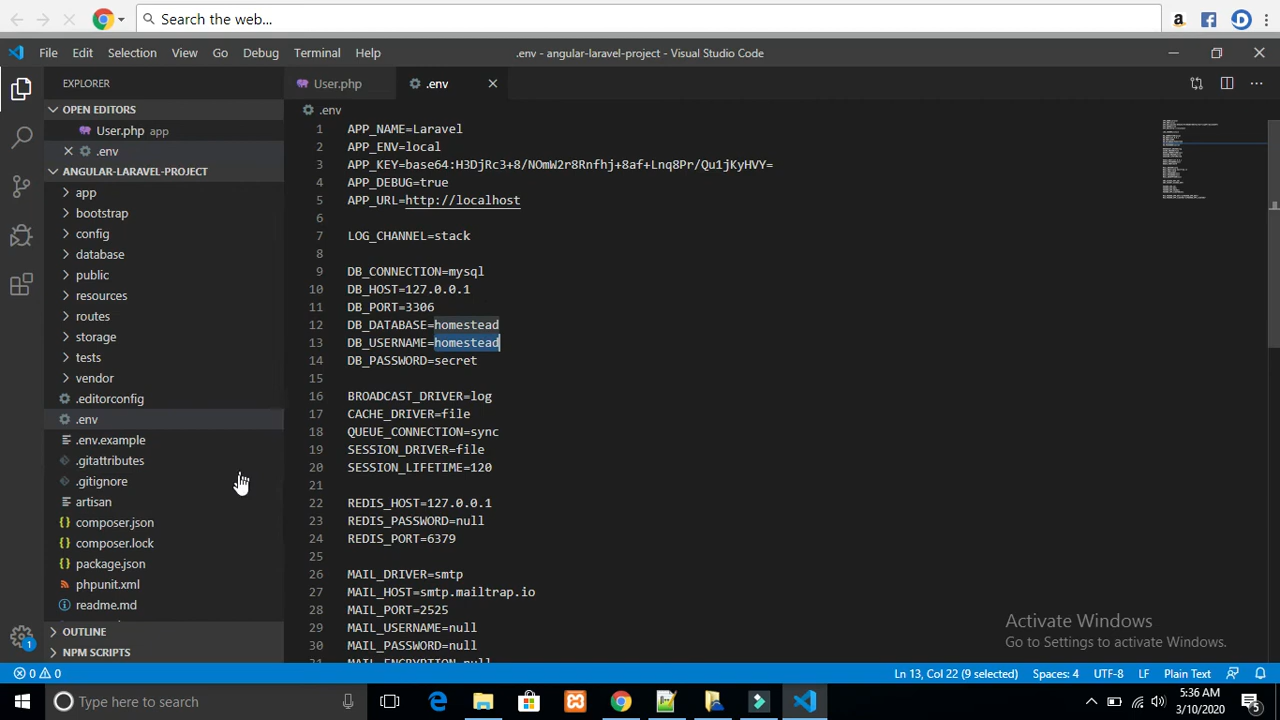 Search the web...
File Edit Selection View Go Debug Terminal Help
.env - angular-laravel-project - Visual Studio Code
EXPLORER
User.php
.env
OPEN EDITORS
User.php app
.env
ANGULAR-LARAVEL-PROJECT
app
bootstrap
config
database
public
resources
routes
storage
tests
vendor
.editorconfig
.env
.env.example
.gitattributes
.gitignore
artisan
composer.json
composer.lock
package.json
phpunit.xml
readme.md
OUTLINE
NPM SCRIPTS
.env
1 APP_NAME=Laravel
2 APP_ENV=local
3 APP_KEY=base64:H3DjRc3+8/NOmW2r8Rnfhj+8af+Lnq8Pr/Qu1jKyHVY=
4 APP_DEBUG=true
5 APP_URL=http://localhost
6
7 LOG_CHANNEL=stack
8
9 DB_CONNECTION=mysql
10 DB_HOST=127.0.0.1
11 DB_PORT=3306
12 DB_DATABASE=homestead
13 DB_USERNAME=homestead
14 DB_PASSWORD=secret
15
16 BROADCAST_DRIVER=log
17 CACHE_DRIVER=file
18 QUEUE_CONNECTION=sync
19 SESSION_DRIVER=file
20 SESSION_LIFETIME=120
21
22 REDIS_HOST=127.0.0.1
23 REDIS_PASSWORD=null
24 REDIS_PORT=6379
25
26 MAIL_DRIVER=smtp
27 MAIL_HOST=smtp.mailtrap.io
28 MAIL_PORT=2525
29 MAIL_USERNAME=null
30 MAIL_PASSWORD=null
31 MAIL_ENCRYPTION=null
Activate Windows
Go to Settings to activate Windows.
1
0 0
Ln 13, Col 22 (9 selected) Spaces: 4 UTF-8 LF Plain Text
Type here to search
5:36 AM
3/10/2020
5